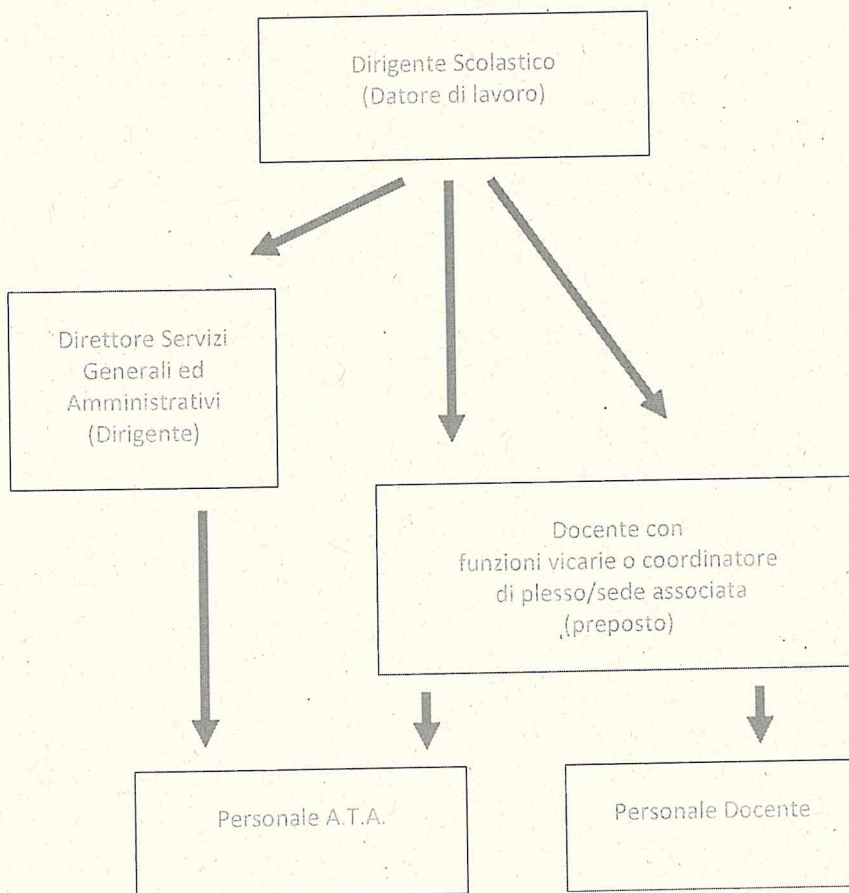 Dirigente Scolastico
(Datore di lavoro)
Direttore Servizi
Generali ed
Amministrativi
(Dirigente)
Docente con
funzioni vicarie o coordinatore
di plesso/sede associata
(preposto)
Personale A.T.A.
Personale Docente